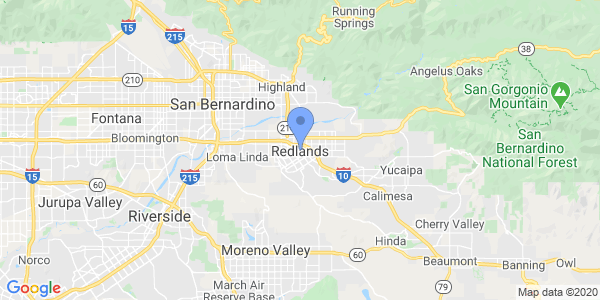 Running
Springs
15
215
38
210
Highland
Angelus Oaks
San Gorgonio
Mountain
San Bernardino
Fontana
Bloomington
San
Bernardino
National Forest
Redlands
Loma Linda
15
60
215
10
Yucaipa
Jurupa Valley
Calimesa
Riverside
Cherry Valley
Moreno Valley
60
Hinda
Norco
Beaumont
Banning
Owl
March Air
Reserve Base
79
Google
Map data ©2020